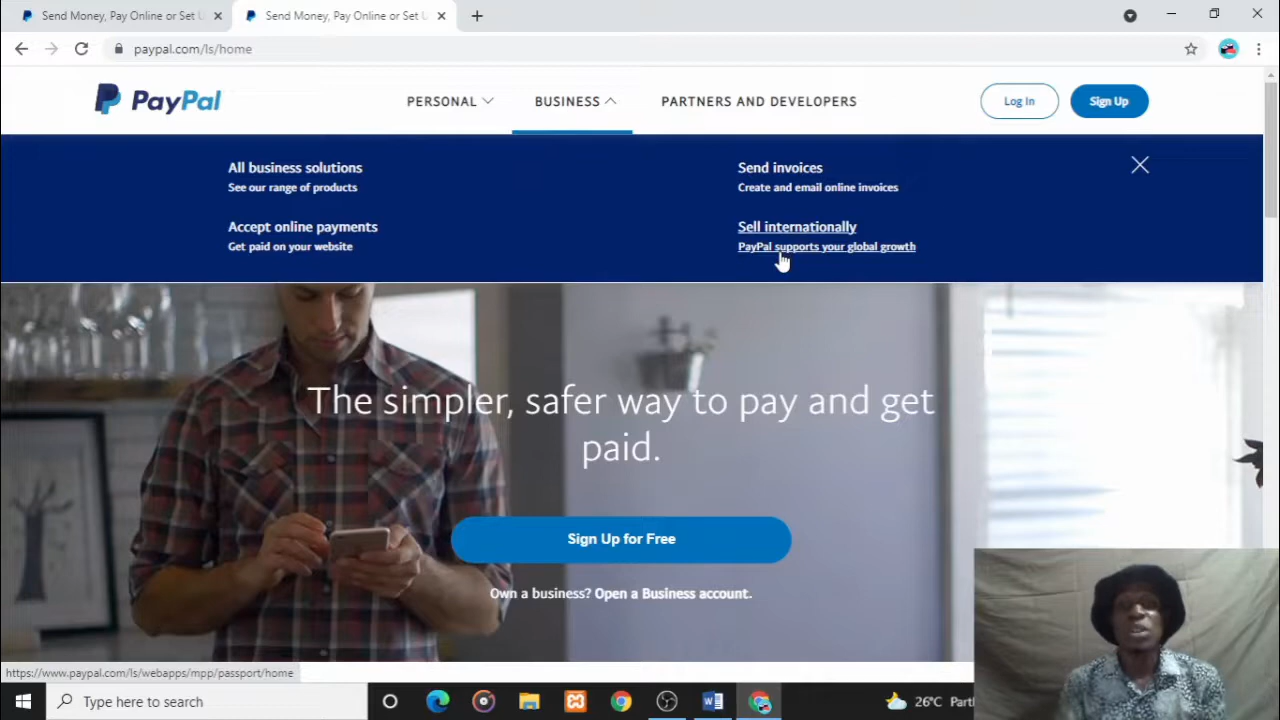 Send Money, Pay Online or Set U
Send Money, Pay Online or Set U
paypal.com/ls/home
PayPal
PERSONAL
BUSINESS
PARTNERS AND DEVELOPERS
Log In
Sign Up
All business solutions
See our range of products
Send invoices
Create and email online invoices
Accept online payments
Get paid on your website
Sell internationally
PayPal supports your global growth
The simpler, safer way to pay and get
paid.
Sign Up for Free
Own a business? Open a Business account.
https://www.paypal.com/ls/webapps/mpp/passport/home
Type here to search
26°C Partl